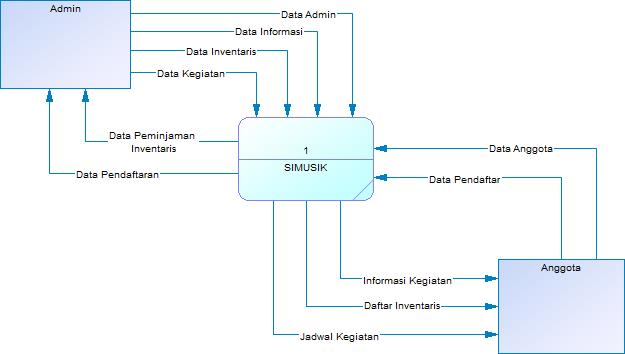 Admin
Data Admin
Data Informasi
Data Inventaris
Data Kegiatan
Data Peminjaman
Inventaris
Data Pendaftaran
1
SIMUSIK
Data Anggota
Data Pendaftar
Informasi Kegiatan
Daftar Inventaris
Jadwal Kegiatan
Anggota